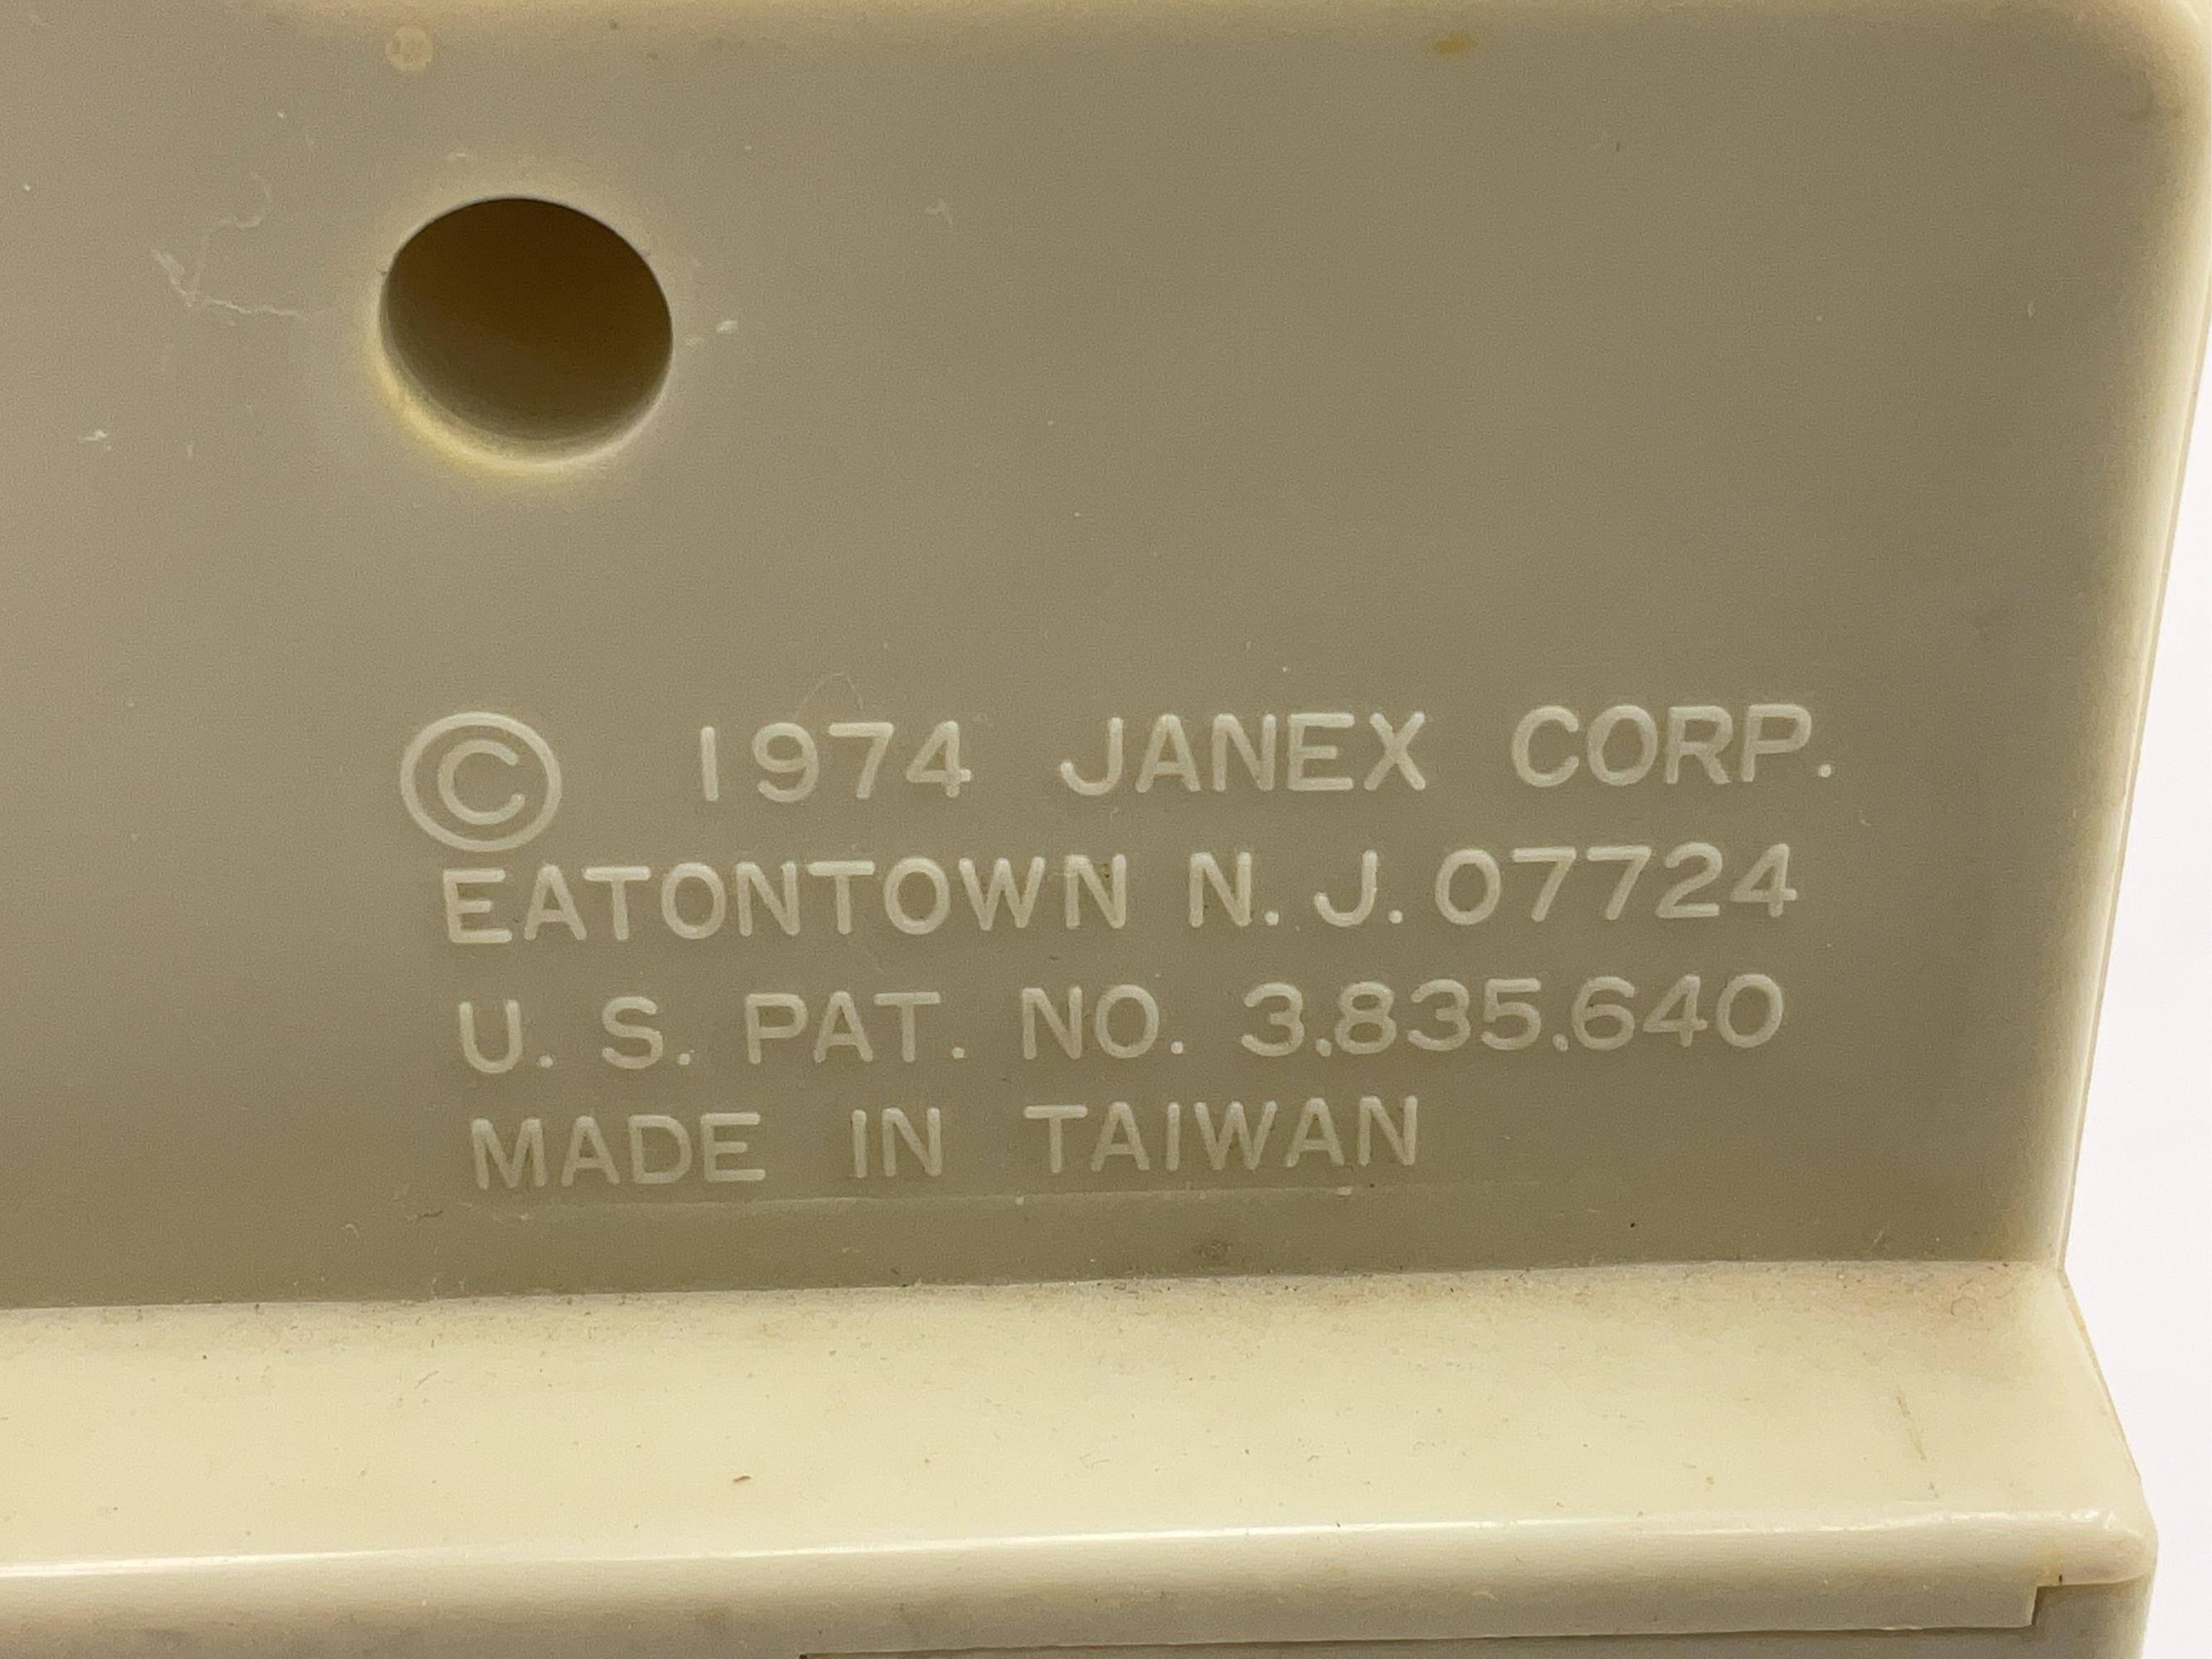 © 1974 JANEX CORP.
EATONTOWN N. J. 07724
U. S. PAT. NO. 3,835,640
MADE IN TAIWAN